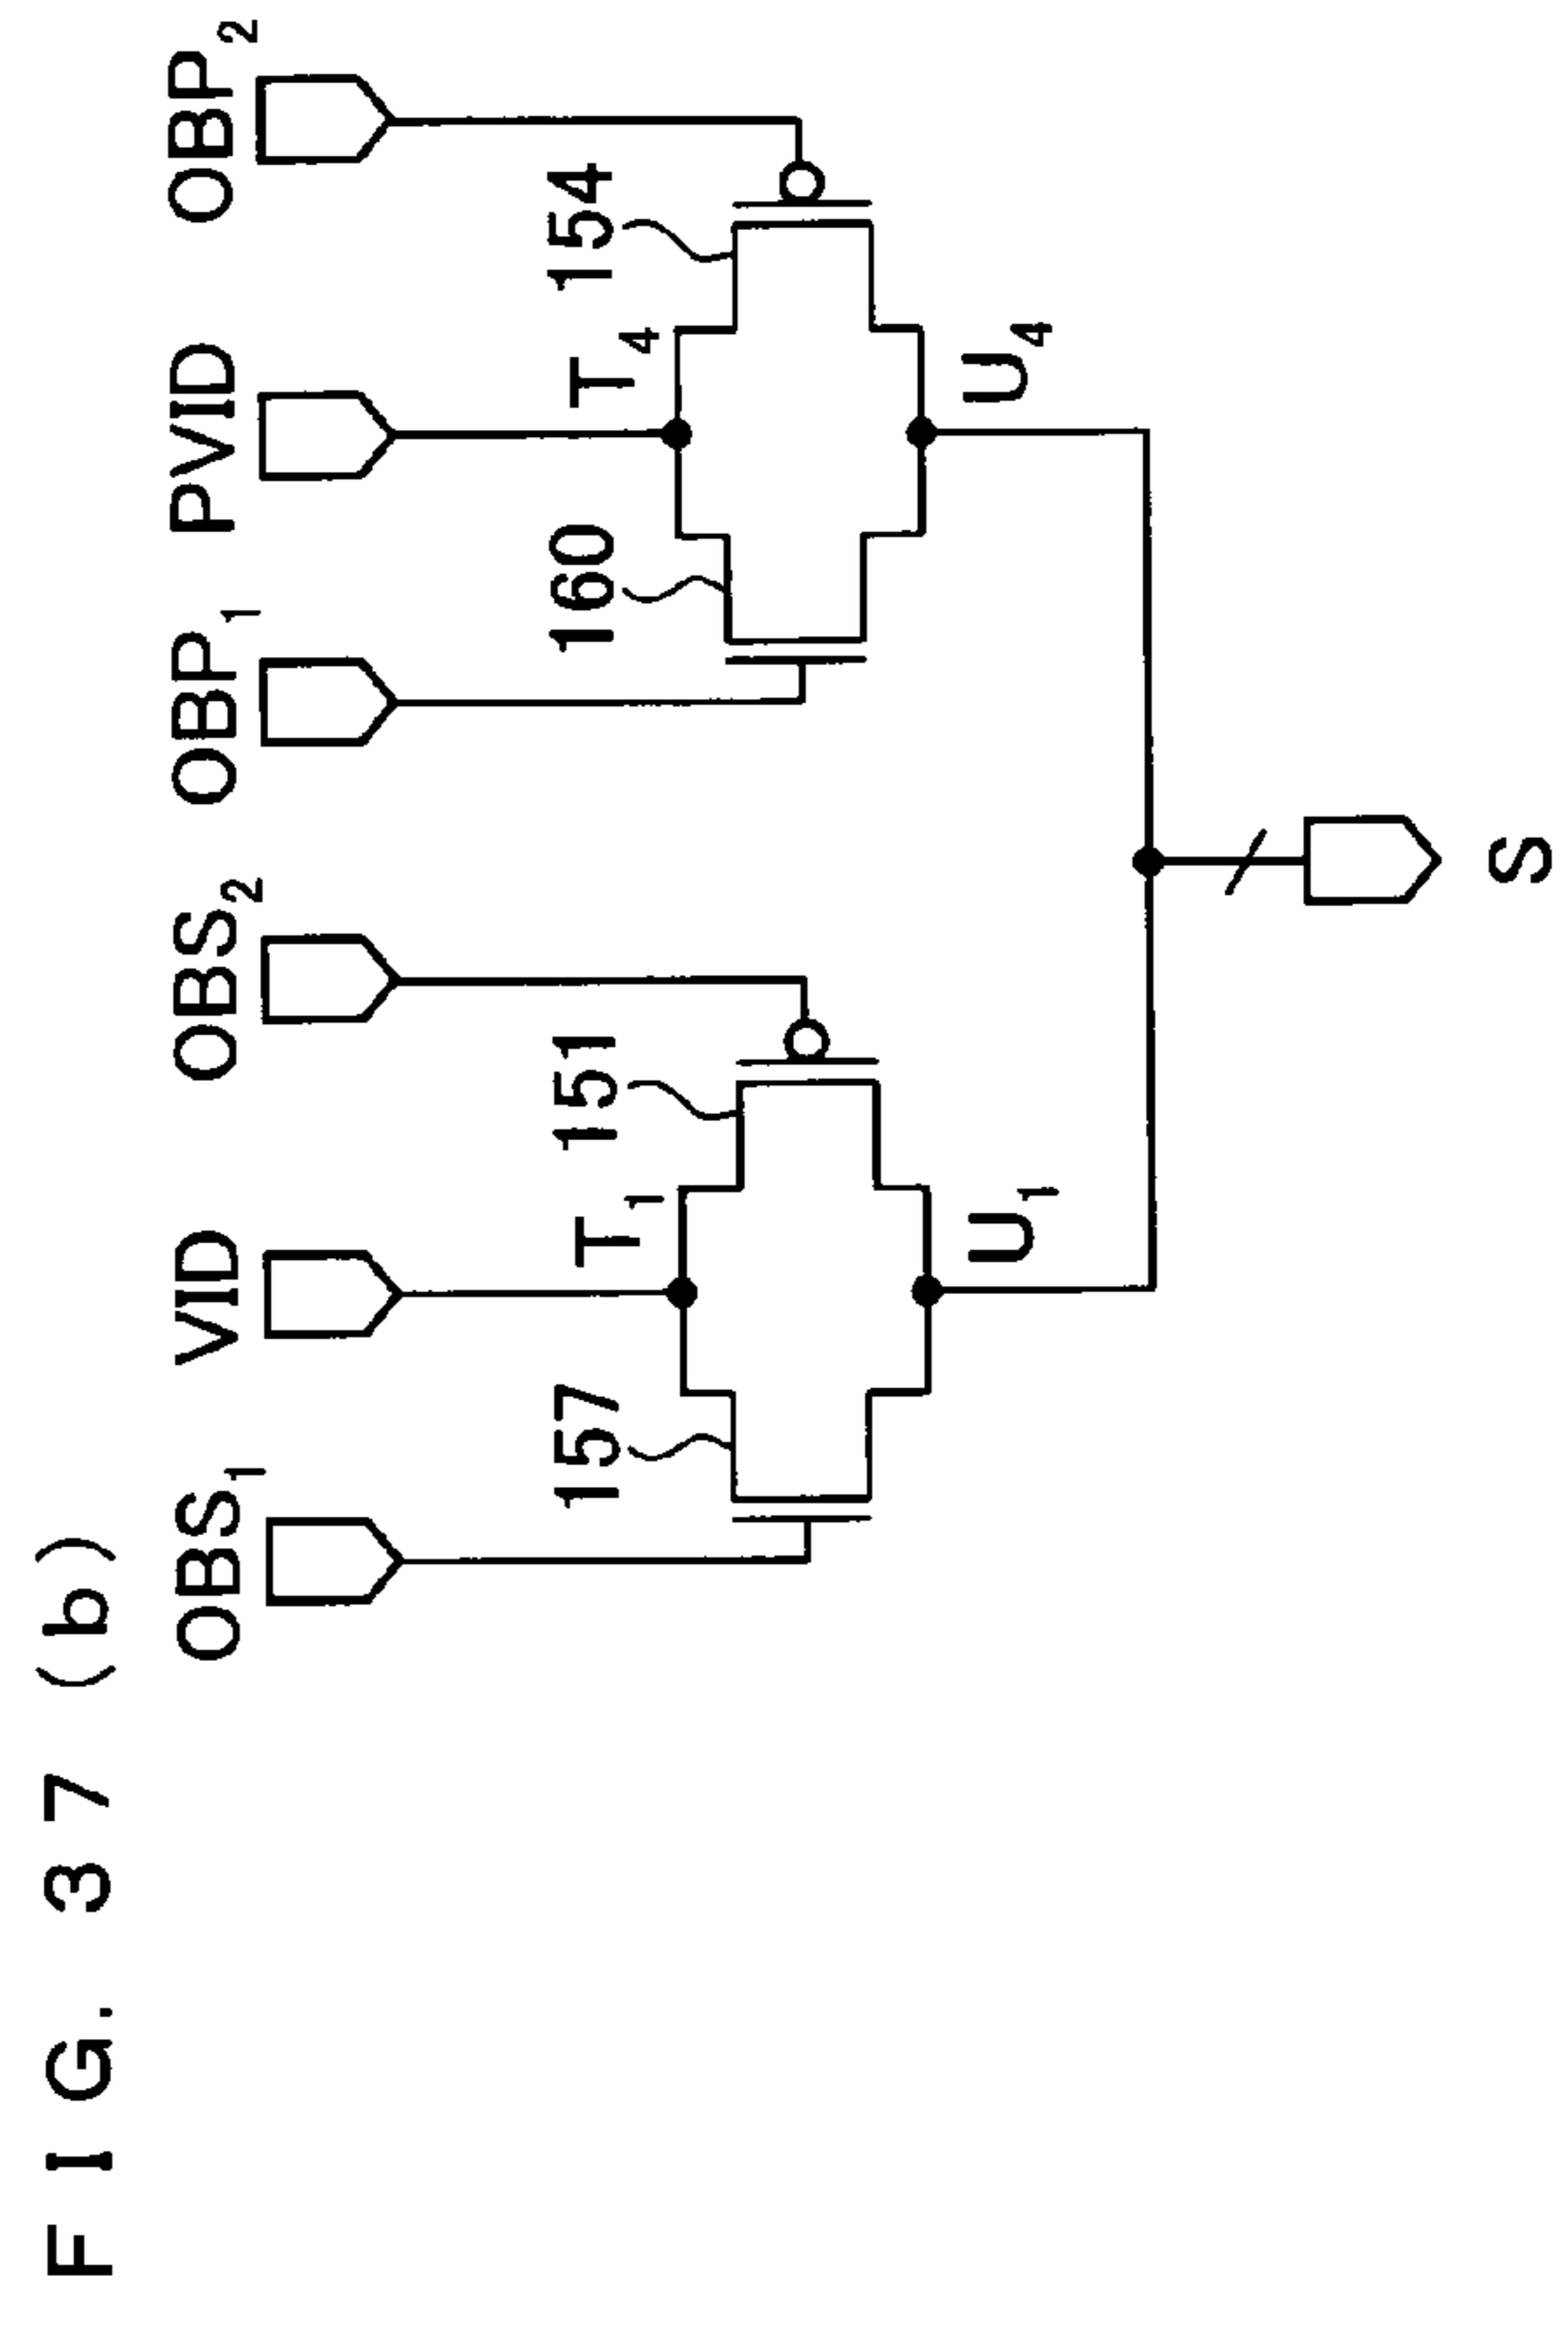 FIG. 37 (b)
OBS1 VID OBS2 OBP1 PVID OBP2
157 T1 151 160 T4 154
U1 U4
S